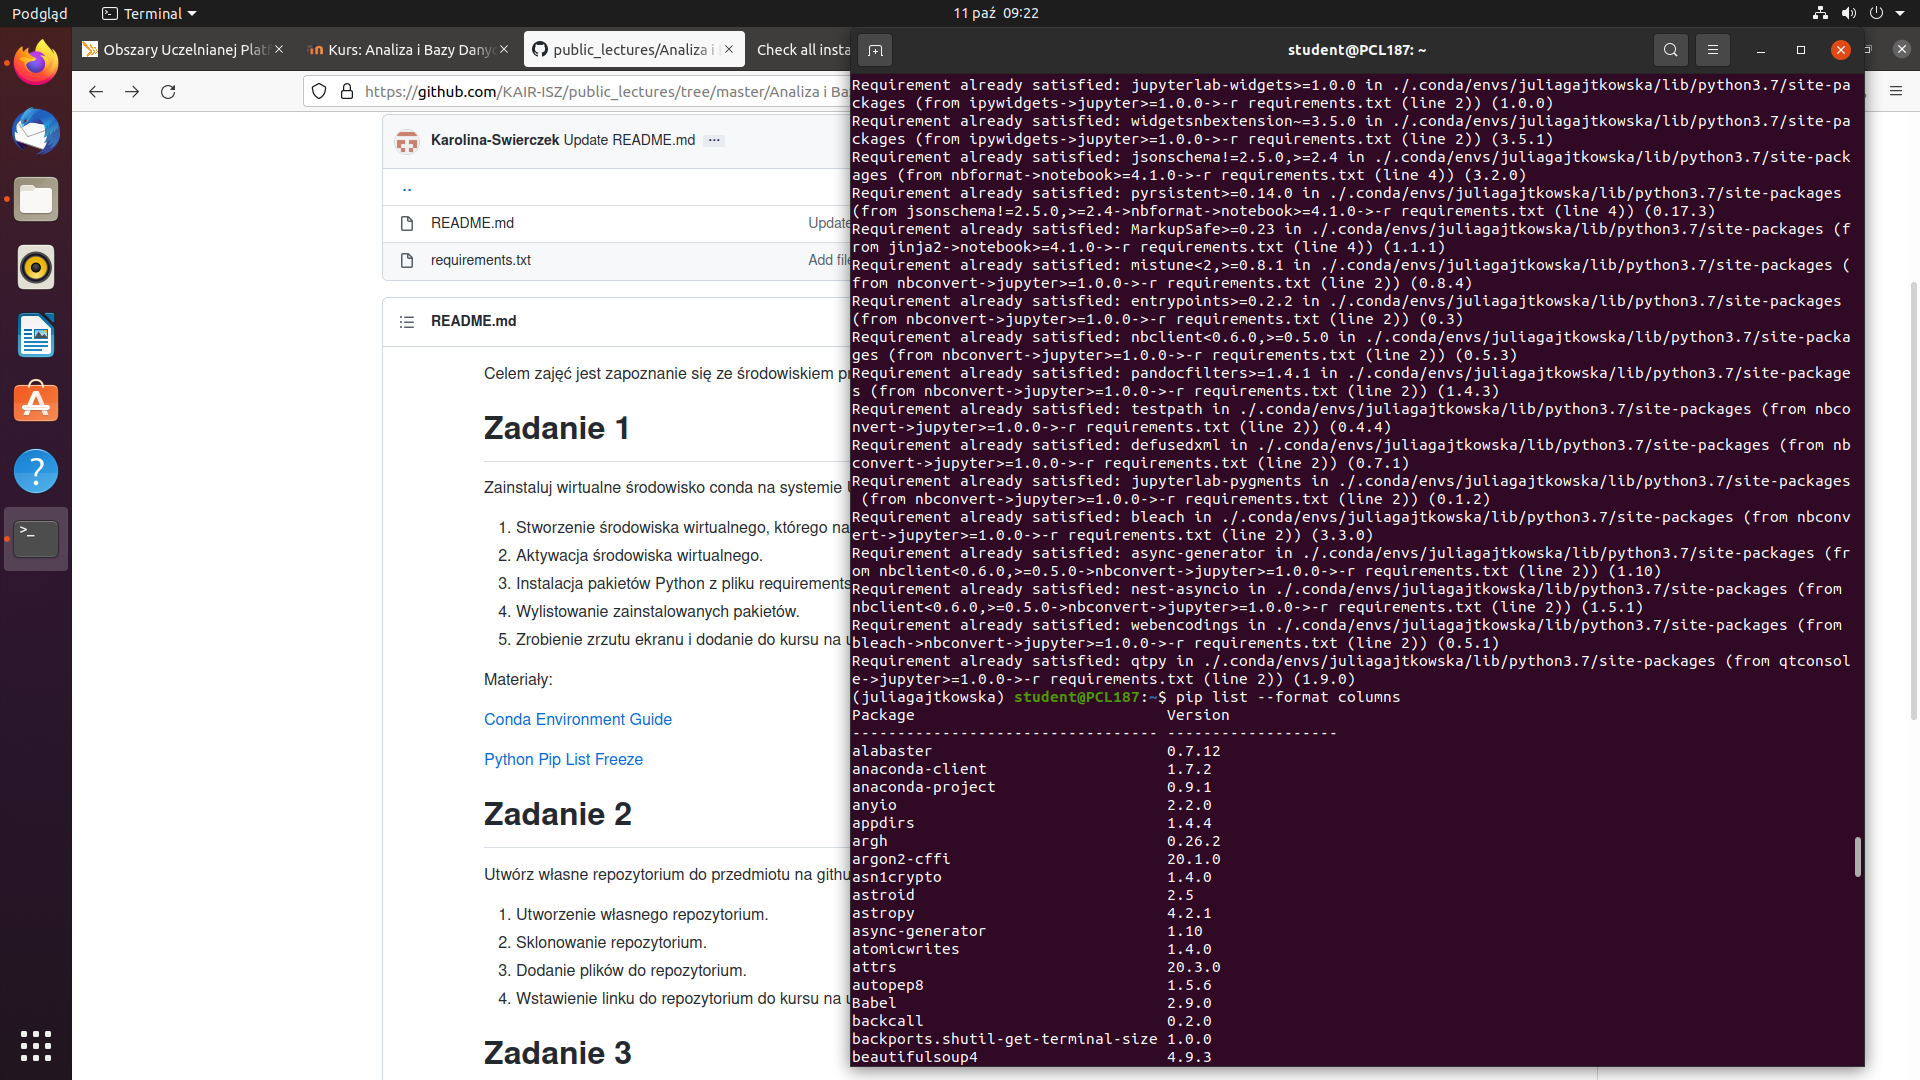 Podgląd
Terminal
11 paź 09:22
Obszary Uczelnianej Platf
Kurs: Analiza i Bazy Dany
public_lectures/Analiza i
Check all insta
https://github.com/KAIR-ISZ/public_lectures/tree/master/Analiza i Ba
Karolina-Swierczek Update README.md
..
README.md
Update
requirements.txt
Add file
README.md
Celem zajęć jest zapoznanie się ze środowiskiem pr
Zadanie 1
Zainstaluj wirtualne środowisko conda na systemie U
1. Stworzenie środowiska wirtualnego, którego na
2. Aktywacja środowiska wirtualnego.
3. Instalacja pakietów Python z pliku requirements
4. Wylistowanie zainstalowanych pakietów.
5. Zrobienie zrzutu ekranu i dodanie do kursu na u
Materiały:
Conda Environment Guide
Python Pip List Freeze
Zadanie 2
Utwórz własne repozytorium do przedmiotu na githu
1. Utworzenie własnego repozytorium.
2. Sklonowanie repozytorium.
3. Dodanie plików do repozytorium.
4. Wstawienie linku do repozytorium do kursu na u
Zadanie 3
student@PCL187: ~
Requirement already satisfied: jupyterlab-widgets>=1.0.0 in ./.conda/envs/juliagajtkowska/lib/python3.7/site-pa
ckages (from ipywidgets->jupyter>=1.0.0->-r requirements.txt (line 2)) (1.0.0)
Requirement already satisfied: widgetsnbextension~=3.5.0 in ./.conda/envs/juliagajtkowska/lib/python3.7/site-pa
ckages (from ipywidgets->jupyter>=1.0.0->-r requirements.txt (line 2)) (3.5.1)
Requirement already satisfied: jsonschema!=2.5.0,>=2.4 in ./.conda/envs/juliagajtkowska/lib/python3.7/site-pack
ages (from nbformat->notebook>=4.1.0->-r requirements.txt (line 4)) (3.2.0)
Requirement already satisfied: pyrsistent>=0.14.0 in ./.conda/envs/juliagajtkowska/lib/python3.7/site-packages
(from jsonschema!=2.5.0,>=2.4->nbformat->notebook>=4.1.0->-r requirements.txt (line 4)) (0.17.3)
Requirement already satisfied: MarkupSafe>=0.23 in ./.conda/envs/juliagajtkowska/lib/python3.7/site-packages (f
rom jinja2->notebook>=4.1.0->-r requirements.txt (line 4)) (1.1.1)
Requirement already satisfied: mistune<2,>=0.8.1 in ./.conda/envs/juliagajtkowska/lib/python3.7/site-packages (
from nbconvert->jupyter>=1.0.0->-r requirements.txt (line 2)) (0.8.4)
Requirement already satisfied: entrypoints>=0.2.2 in ./.conda/envs/juliagajtkowska/lib/python3.7/site-packages
(from nbconvert->jupyter>=1.0.0->-r requirements.txt (line 2)) (0.3)
Requirement already satisfied: nbclient<0.6.0,>=0.5.0 in ./.conda/envs/juliagajtkowska/lib/python3.7/site-packa
ges (from nbconvert->jupyter>=1.0.0->-r requirements.txt (line 2)) (0.5.3)
Requirement already satisfied: pandocfilters>=1.4.1 in ./.conda/envs/juliagajtkowska/lib/python3.7/site-package
s (from nbconvert->jupyter>=1.0.0->-r requirements.txt (line 2)) (1.4.3)
Requirement already satisfied: testpath in ./.conda/envs/juliagajtkowska/lib/python3.7/site-packages (from nbco
nvert->jupyter>=1.0.0->-r requirements.txt (line 2)) (0.4.4)
Requirement already satisfied: defusedxml in ./.conda/envs/juliagajtkowska/lib/python3.7/site-packages (from nb
convert->jupyter>=1.0.0->-r requirements.txt (line 2)) (0.7.1)
Requirement already satisfied: jupyterlab-pygments in ./.conda/envs/juliagajtkowska/lib/python3.7/site-packages
(from nbconvert->jupyter>=1.0.0->-r requirements.txt (line 2)) (0.1.2)
Requirement already satisfied: bleach in ./.conda/envs/juliagajtkowska/lib/python3.7/site-packages (from nbconv
ert->jupyter>=1.0.0->-r requirements.txt (line 2)) (3.3.0)
Requirement already satisfied: async-generator in ./.conda/envs/juliagajtkowska/lib/python3.7/site-packages (fr
om nbclient<0.6.0,>=0.5.0->nbconvert->jupyter>=1.0.0->-r requirements.txt (line 2)) (1.10)
Requirement already satisfied: nest-asyncio in ./.conda/envs/juliagajtkowska/lib/python3.7/site-packages (from
nbclient<0.6.0,>=0.5.0->nbconvert->jupyter>=1.0.0->-r requirements.txt (line 2)) (1.5.1)
Requirement already satisfied: webencodings in ./.conda/envs/juliagajtkowska/lib/python3.7/site-packages (from
bleach->nbconvert->jupyter>=1.0.0->-r requirements.txt (line 2)) (0.5.1)
Requirement already satisfied: qtpy in ./.conda/envs/juliagajtkowska/lib/python3.7/site-packages (from qtconsol
e->jupyter>=1.0.0->-r requirements.txt (line 2)) (1.9.0)
(juliagajtkowska) student@PCL187:~$ pip list --format columns
Package Version
---------------------------------- -------------------
alabaster 0.7.12
anaconda-client 1.7.2
anaconda-project 0.9.1
anyio 2.2.0
appdirs 1.4.4
argh 0.26.2
argon2-cffi 20.1.0
asn1crypto 1.4.0
astroid 2.5
astropy 4.2.1
async-generator 1.10
atomicwrites 1.4.0
attrs 20.3.0
autopep8 1.5.6
Babel 2.9.0
backcall 0.2.0
backports.shutil-get-terminal-size 1.0.0
beautifulsoup4 4.9.3